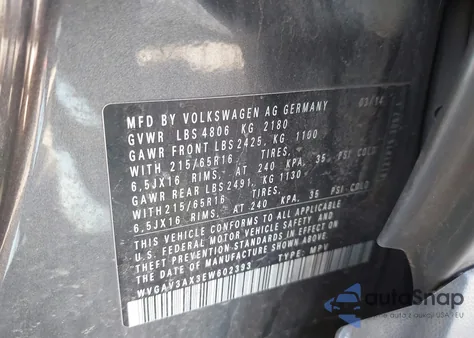 MFD BY VOLKSWAGEN AG GERMANY 03/14
GVWR LBS 4806 KG 2180
GAWR FRONT LBS 2425, KG 1100
WITH 215/65R16 TIRES,
6,5JX16 RIMS, AT 240 KPA, 35 PSI COLD
GAWR REAR LBS 2491, KG 1130
WITH 215/65R16 TIRES,
6,5JX16 RIMS, AT 240 KPA, 35 PSI COLD
THIS VEHICLE CONFORMS TO ALL APPLICABLE
U.S. FEDERAL MOTOR VEHICLE SAFETY AND
THEFT PREVENTION STANDARDS IN EFFECT ON
THE DATE OF MANUFACTURE SHOWN ABOVE.
WVGAV3AX3EW602393 TYPE: MPV
autoSnap
autobid aukcji USA i EU